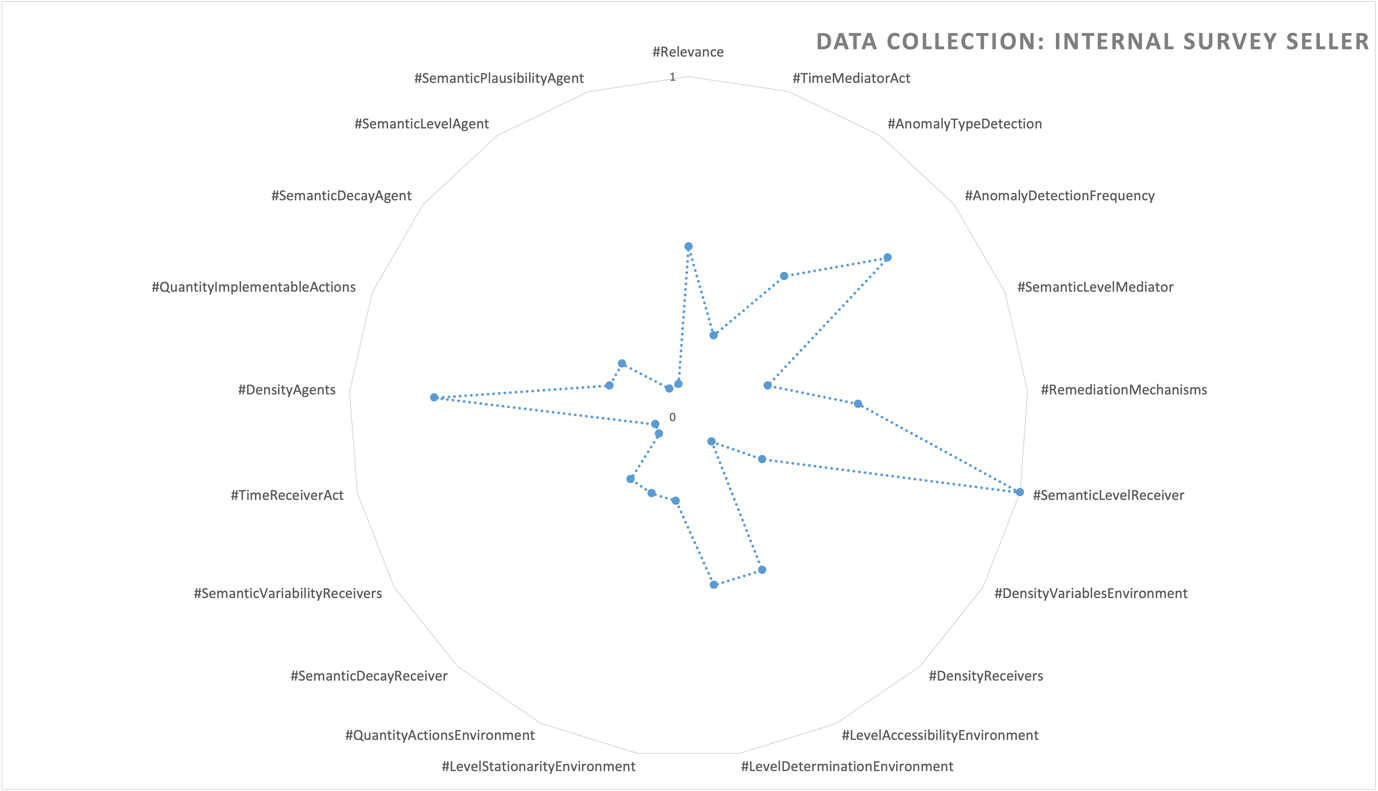 DATA COLLECTION: INTERNAL SURVEY SELLER
#Relevance
1
#TimeMediatorAct
#AnomalyTypeDetection
#AnomalyDetectionFrequency
#SemanticLevelMediator
#RemediationMechanisms
#SemanticLevelReceiver
#DensityVariablesEnvironment
#DensityReceivers
#LevelAccessibilityEnvironment
#LevelDeterminationEnvironment
#LevelStationarityEnvironment
#QuantityActionsEnvironment
#SemanticDecayReceiver
#SemanticVariabilityReceivers
#TimeReceiverAct
#DensityAgents
#QuantityImplementableActions
#SemanticDecayAgent
#SemanticLevelAgent
#SemanticPlausibilityAgent
0